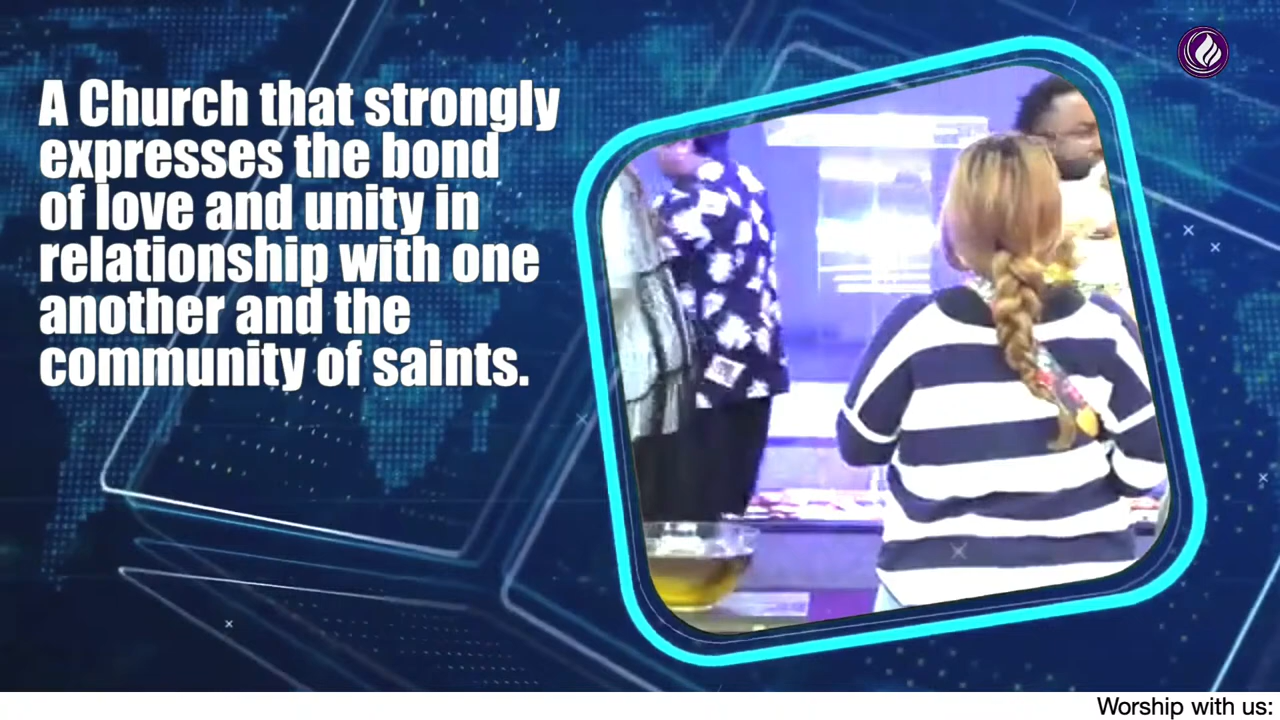 A Church that strongly
expresses the bond
of love and unity in
relationship with one
another and the
community of saints.
Worship with us: